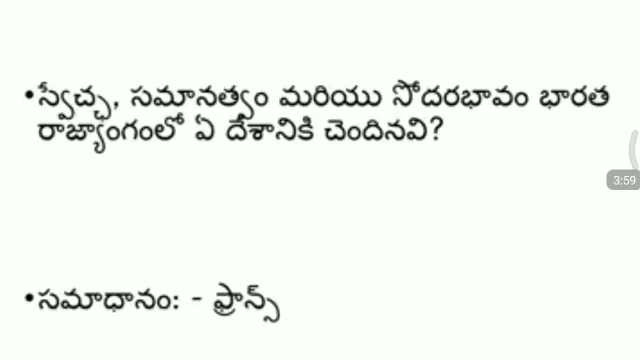 •స్వేచ్ఛ, సమానత్వం మరియు సోదరభావం భారత
రాజ్యాంగంలో ఏ దేశానికి చెందినవి?
3:59
•సమాధానం: - ఫ్రాన్స్